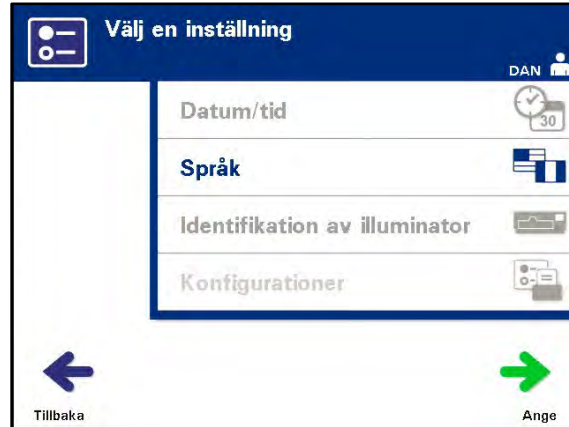 Välj en inställning
DAN
Datum/tid
30
Språk
Identifikation av illuminator
Konfigurationer
Tillbaka
Ange